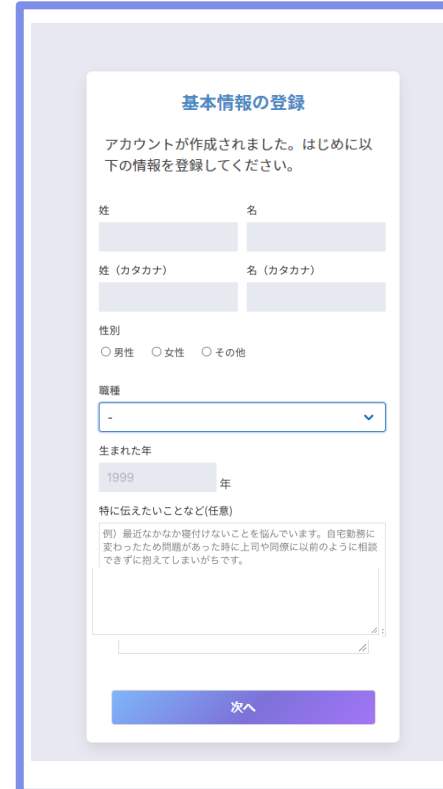 基本情報の登録
アカウントが作成されました。はじめに以
下の情報を登録してください。
姓
名
姓（カタカナ）
名（カタカナ）
性別
男性 女性 その他
職種
-
生まれた年
1999
年
特に伝えたいことなど(任意)
例）最近なかなか寝付けないことを悩んでいます。自宅勤務に
変わったため問題があった時に上司や同僚に以前のように相談
できずに抱えてしまいがちです。
次へ